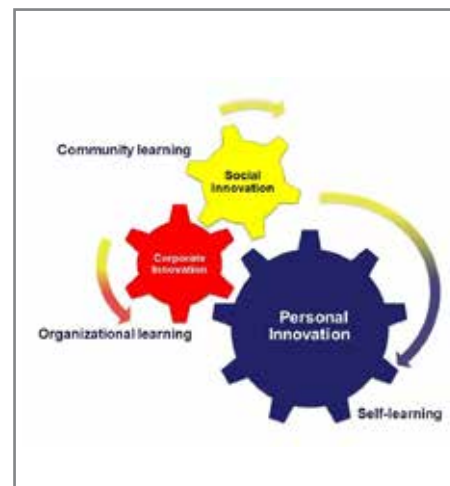 Community learning
Social
Innovation
Corporate
Innovation
Organizational learning
Personal
Innovation
Self-learning